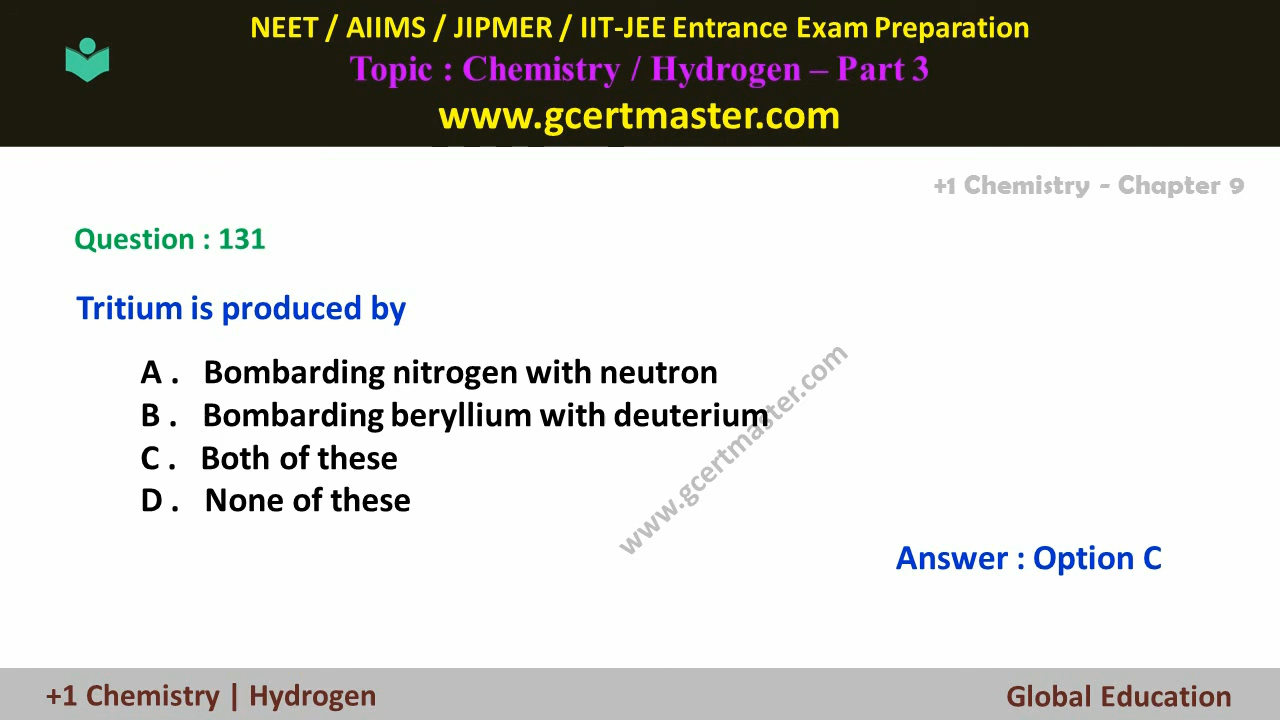 NEET / AIIMS / JIPMER / IIT-JEE Entrance Exam Preparation
Topic : Chemistry / Hydrogen – Part 3
www.gcertmaster.com
+1 Chemistry - Chapter 9
Question : 131
Tritium is produced by
A . Bombarding nitrogen with neutron
B . Bombarding beryllium with deuterium
C . Both of these
D . None of these
www.gcertmaster.com
Answer : Option C
+1 Chemistry | Hydrogen
Global Education